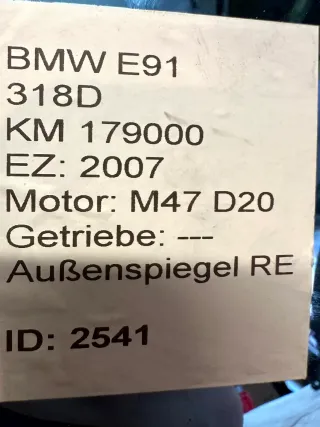 BMW E91
318D
KM 179000
EZ: 2007
Motor: M47 D20
Getriebe: ---
Außenspiegel RE
ID: 2541